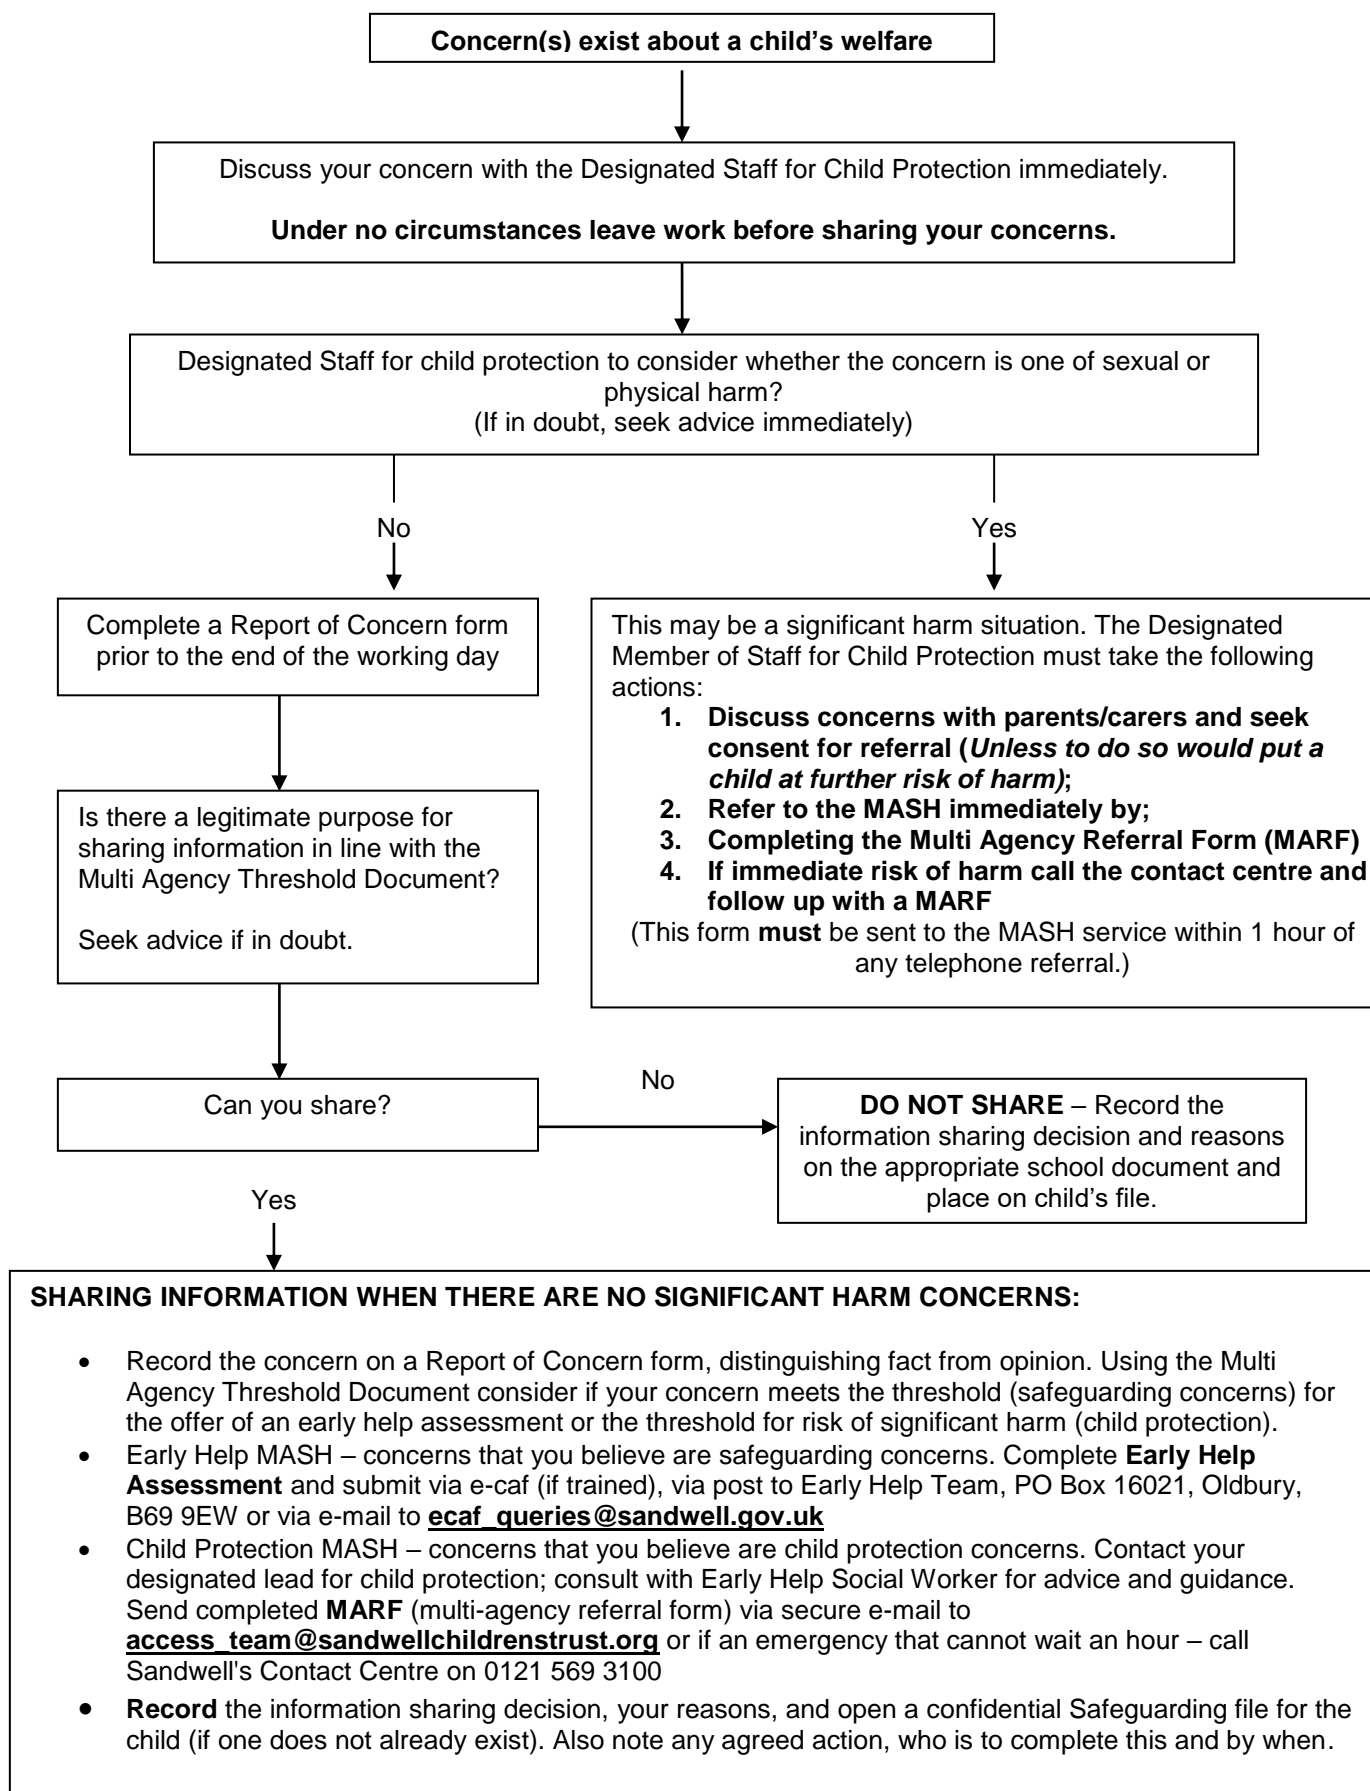 Concern(s) exist about a child's welfare
Discuss your concern with the Designated Staff for Child Protection immediately.
Under no circumstances leave work before sharing your concerns.
Designated Staff for child protection to consider whether the concern is one of sexual or
physical harm?
(If in doubt, seek advice immediately)
No
Yes
Complete a Report of Concern form
prior to the end of the working day
This may be a significant harm situation. The Designated
Member of Staff for Child Protection must take the following
actions:
1. Discuss concerns with parents/carers and seek
consent for referral (Unless to do so would put a
child at further risk of harm);
2. Refer to the MASH immediately by;
3. Completing the Multi Agency Referral Form (MARF)
4. If immediate risk of harm call the contact centre and
follow up with a MARF
(This form must be sent to the MASH service within 1 hour of
any telephone referral.)
Is there a legitimate purpose for
sharing information in line with the
Multi Agency Threshold Document?
Seek advice if in doubt.
Can you share?
No
DO NOT SHARE – Record the
information sharing decision and reasons
on the appropriate school document and
place on child's file.
Yes
SHARING INFORMATION WHEN THERE ARE NO SIGNIFICANT HARM CONCERNS:
• Record the concern on a Report of Concern form, distinguishing fact from opinion. Using the Multi
Agency Threshold Document consider if your concern meets the threshold (safeguarding concerns) for
the offer of an early help assessment or the threshold for risk of significant harm (child protection).
• Early Help MASH – concerns that you believe are safeguarding concerns. Complete Early Help
Assessment and submit via e-caf (if trained), via post to Early Help Team, PO Box 16021, Oldbury,
B69 9EW or via e-mail to ecaf_queries@sandwell.gov.uk
• Child Protection MASH – concerns that you believe are child protection concerns. Contact your
designated lead for child protection; consult with Early Help Social Worker for advice and guidance.
Send completed MARF (multi-agency referral form) via secure e-mail to
access_team@sandwellchildrenstrust.org or if an emergency that cannot wait an hour – call
Sandwell's Contact Centre on 0121 569 3100
• Record the information sharing decision, your reasons, and open a confidential Safeguarding file for the
child (if one does not already exist). Also note any agreed action, who is to complete this and by when.